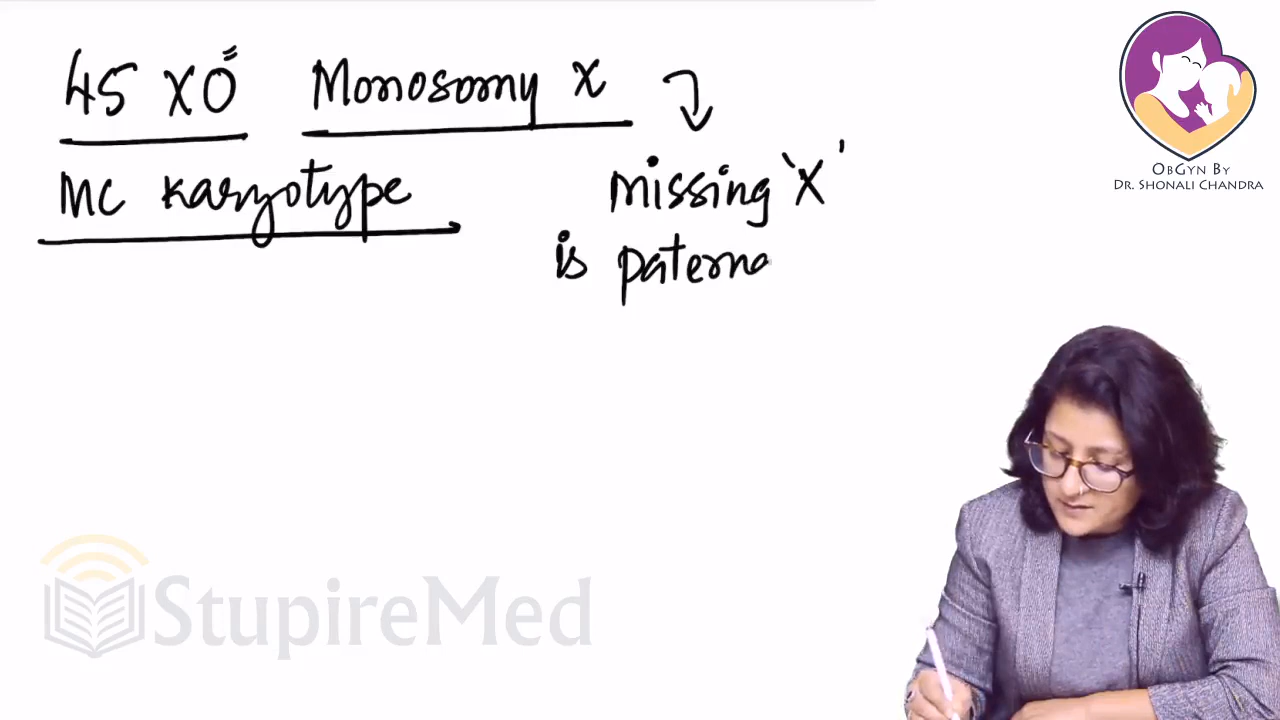 45 XO Monosomy X
MC karyotype
missing 'X'
is paterna
ObGyn By
Dr. Shonali Chandra
StupireMed